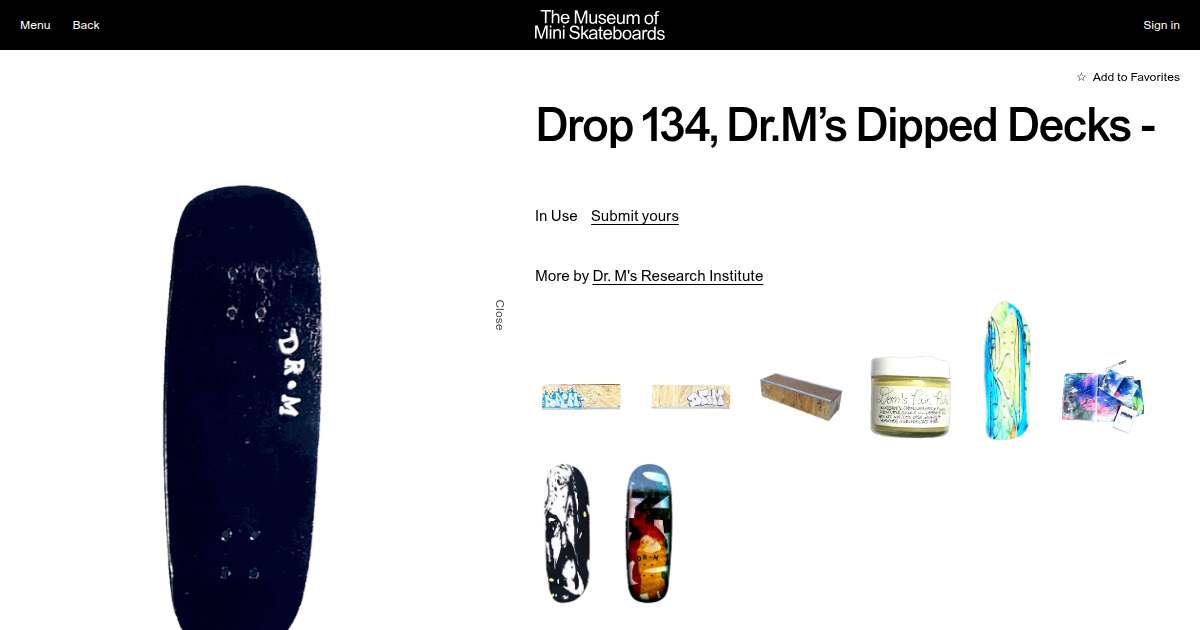 Menu
Back
The Museum of
Mini Skateboards
Sign in
☆ Add to Favorites
Drop 134, Dr.M’s Dipped Decks -
In Use
Submit yours
More by Dr. M's Research Institute
Close
DR•M
DR•M